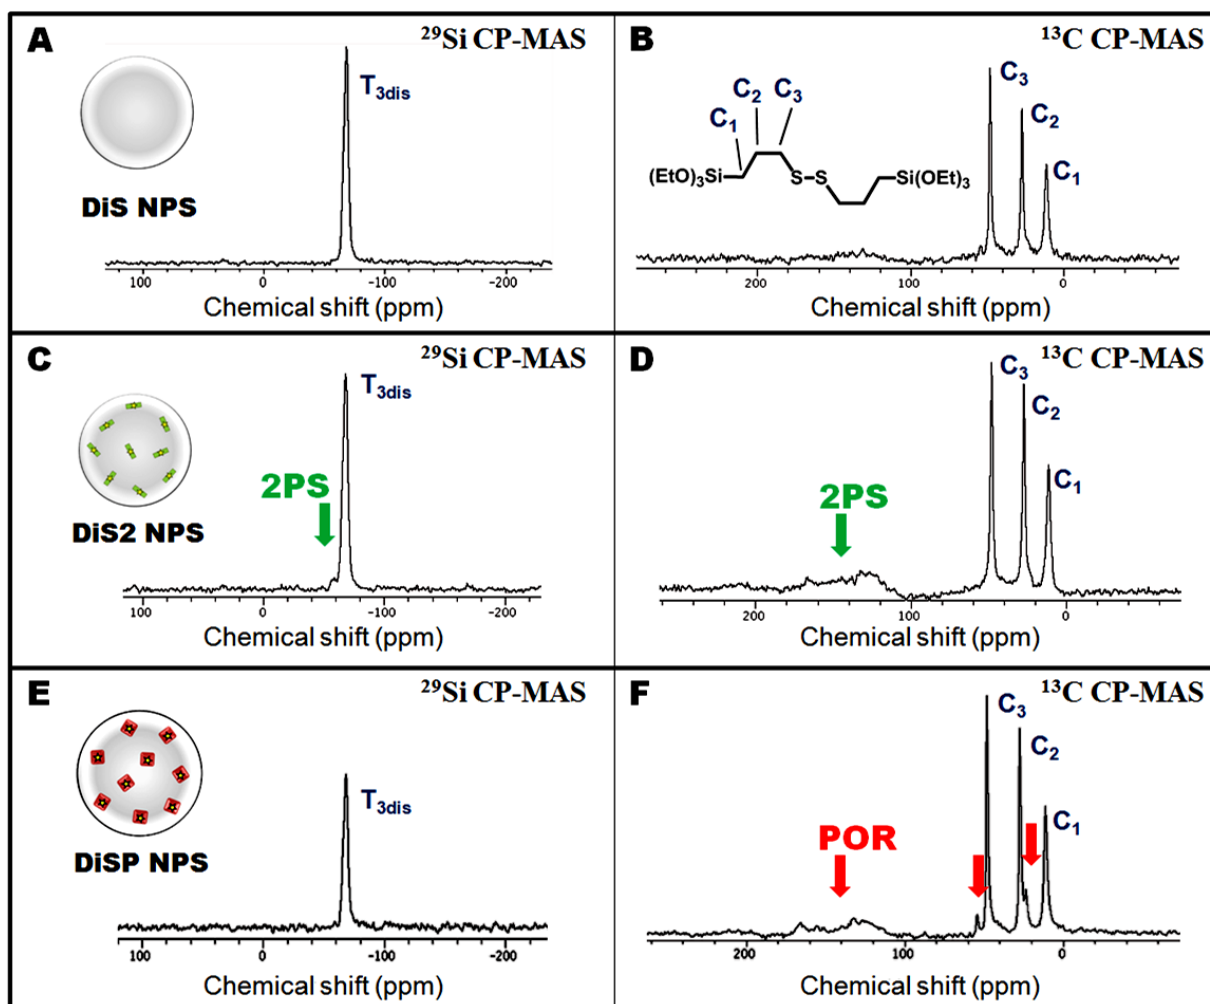 A
²⁹Si CP-MAS
T₃dis
DiS NPS
100 0 -100 -200
Chemical shift (ppm)
B
¹³C CP-MAS
C₃
C₂ C₃
C₂
C₁
C₁
(EtO)₃Si S–S Si(OEt)₃
200 100 0
Chemical shift (ppm)
C
²⁹Si CP-MAS
T₃dis
2PS
DiS2 NPS
100 0 -100 -200
Chemical shift (ppm)
D
¹³C CP-MAS
C₃
C₂
C₁
2PS
200 100 0
Chemical shift (ppm)
E
²⁹Si CP-MAS
T₃dis
DiSP NPS
100 0 -100 -200
Chemical shift (ppm)
F
¹³C CP-MAS
C₃
C₂
C₁
POR
200 100 0
Chemical shift (ppm)